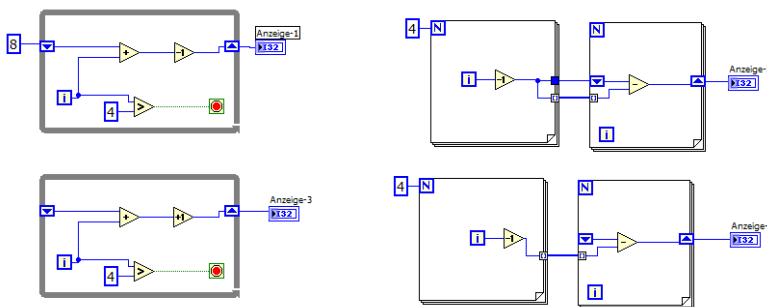 Anzeige-1
8
I32
+
-1
i
4
>
4
N
N
i
-1
-
Anzeige-
I32
i
Anzeige-3
I32
+
+1
i
4
>
4
N
N
i
-1
-
Anzeige-
I32
i